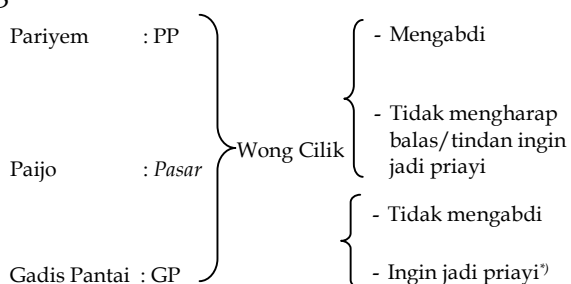 Pariyem : PP
- Mengabdi
- Tidak mengharap
balas/tindan ingin
jadi priayi
Wong Cilik
Paijo : Pasar
- Tidak mengabdi
Gadis Pantai : GP
- Ingin jadi priayi*)